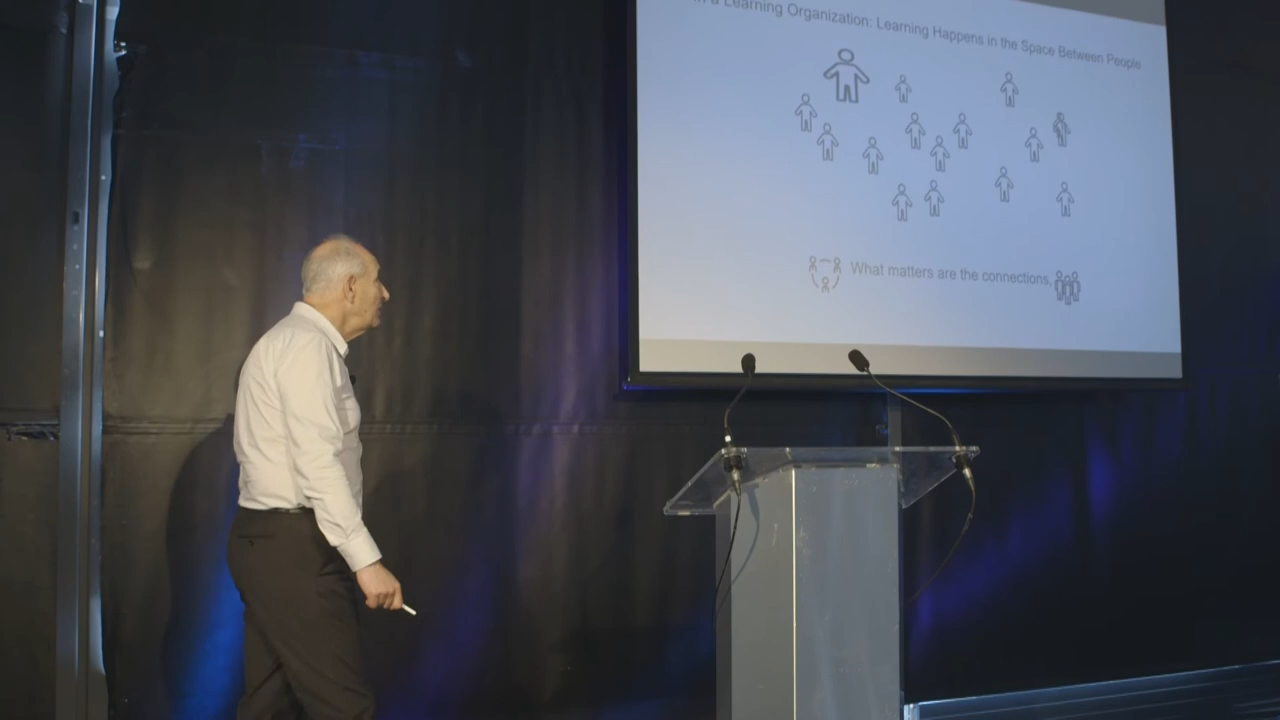 a Learning Organization: Learning Happens in the Space Between People
What matters are the connections,